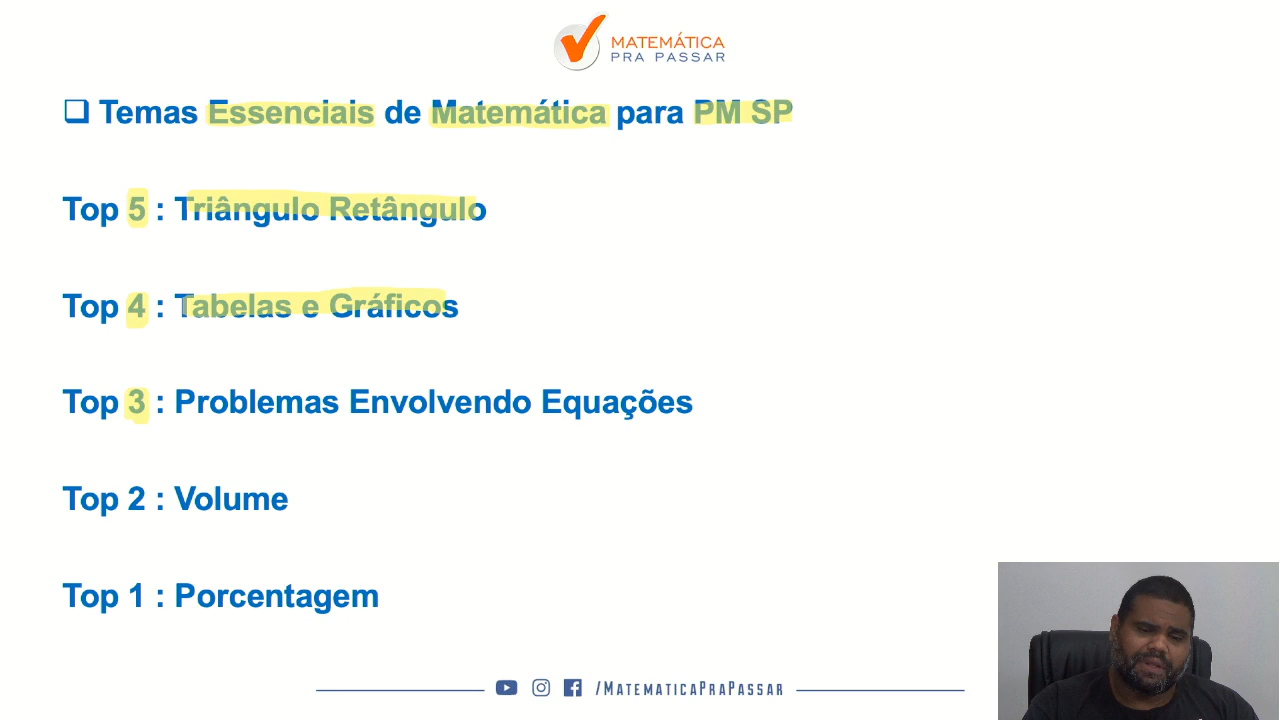 MATEMÁTICA
PRA PASSAR
❑ Temas Essenciais de Matemática para PM SP
Top 5 : Triângulo Retângulo
Top 4 : Tabelas e Gráficos
Top 3 : Problemas Envolvendo Equações
Top 2 : Volume
Top 1 : Porcentagem
/MATEMATICAPRAPASSAR